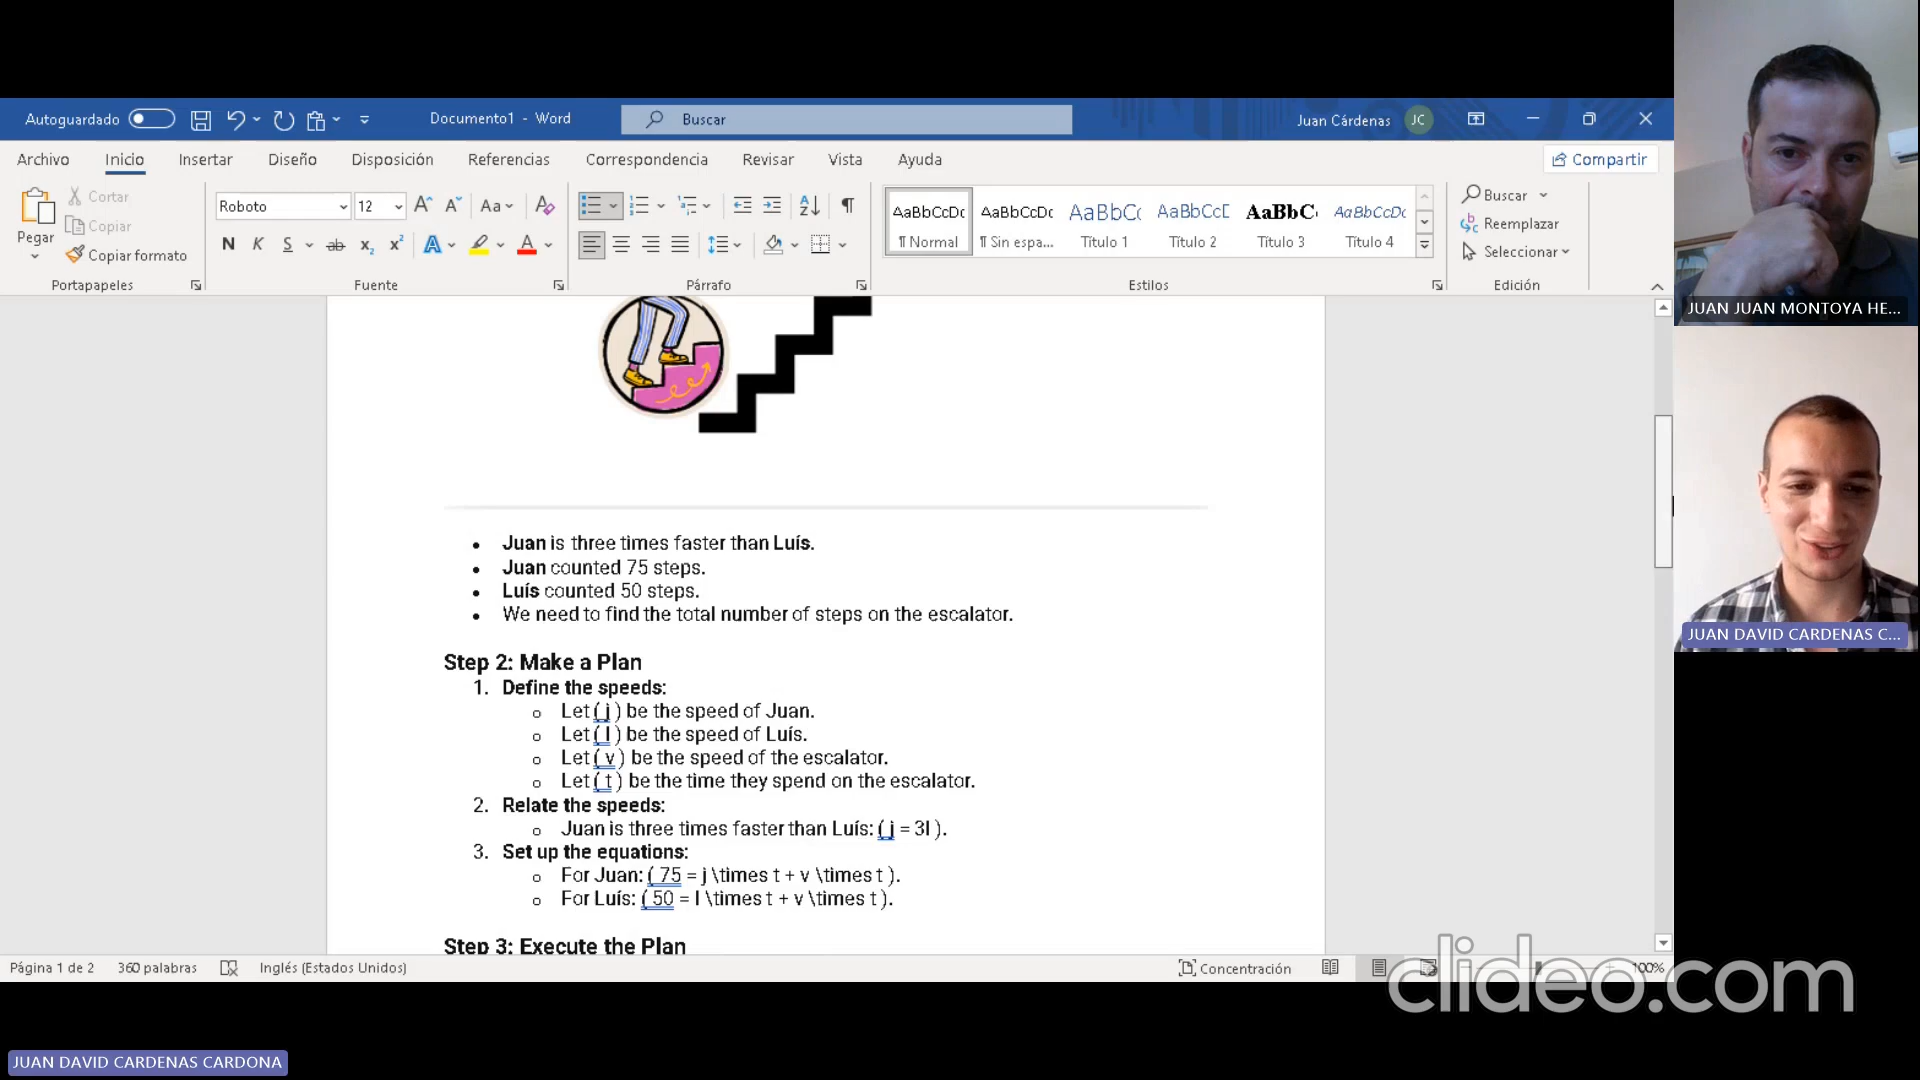 Autoguardado
Documento1 - Word
Buscar
Juan Cárdenas
JC
Archivo
Inicio
Insertar
Diseño
Disposición
Referencias
Correspondencia
Revisar
Vista
Ayuda
Compartir
Pegar
Cortar
Copiar
Copiar formato
Portapapeles
Roboto
12
Aa
N K S ab x₂ x²
A
A
Fuente
Párrafo
AaBbCcDc
¶ Normal
AaBbCcDc
¶ Sin espa...
AaBbC(
Título 1
AaBbCcE
Título 2
AaBbC
Título 3
AaBbCcDc
Título 4
Estilos
Buscar
Reemplazar
Seleccionar
Edición
JUAN JUAN MONTOYA HE...
• Juan is three times faster than Luís.
• Juan counted 75 steps.
• Luís counted 50 steps.
• We need to find the total number of steps on the escalator.
JUAN DAVID CARDENAS C...
Step 2: Make a Plan
1. Define the speeds:
o Let ( j ) be the speed of Juan.
o Let ( l ) be the speed of Luís.
o Let ( v ) be the speed of the escalator.
o Let ( t ) be the time they spend on the escalator.
2. Relate the speeds:
o Juan is three times faster than Luís: ( j = 3l ).
3. Set up the equations:
o For Juan: ( 75 = j \times t + v \times t ).
o For Luís: ( 50 = l \times t + v \times t ).
Step 3: Execute the Plan
Página 1 de 2
360 palabras
Inglés (Estados Unidos)
Concentración
100%
clideo.com
JUAN DAVID CARDENAS CARDONA